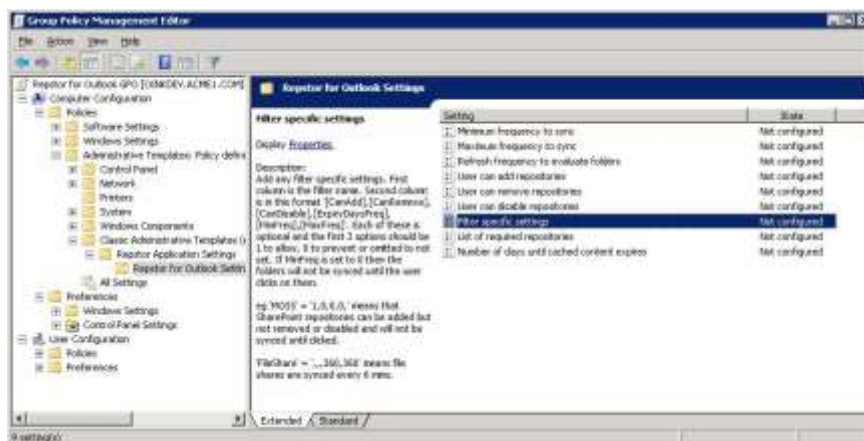 Group Policy Management Editor
File Action View Help
Repstor for Outlook GPO [OINKDEV.ACME1.COM]
Computer Configuration
Policies
Software Settings
Windows Settings
Administrative Templates: Policy defini
Control Panel
Network
Printers
System
Windows Components
Classic Administrative Templates (
Repstor Application Settings
Repstor for Outlook Settin
All Settings
Preferences
Windows Settings
Control Panel Settings
User Configuration
Policies
Preferences
Repstor for Outlook Settings
Filter specific settings
Display Properties.
Description:
Add any filter specific settings. First
column is the filter name. Second column
is in this format '[CanAdd],[CanRemove],
[CanDisable],[ExpiryDaysFreq],
[MinFreq],[MaxFreq]'. Each of these is
optional and the first 3 options should be
1 to allow, 0 to prevent or omitted to not
set. If MinFreq is set to 0 then the
folders will not be synced until the user
clicks on them.
eg 'MOSS' = '1,0,0,0,' means that
SharePoint repositories can be added but
not removed or disabled and will not be
synced until clicked.
'FileShare' = ',,,360,360' means file
shares are synced every 6 mins.
Setting State
Minimum frequency to sync Not configured
Maximum frequency to sync Not configured
Refresh frequency to evaluate folders Not configured
User can add repositories Not configured
User can remove repositories Not configured
User can disable repositories Not configured
Filter specific settings Not configured
List of required repositories Not configured
Number of days until cached content expires Not configured
Extended Standard
9 setting(s)